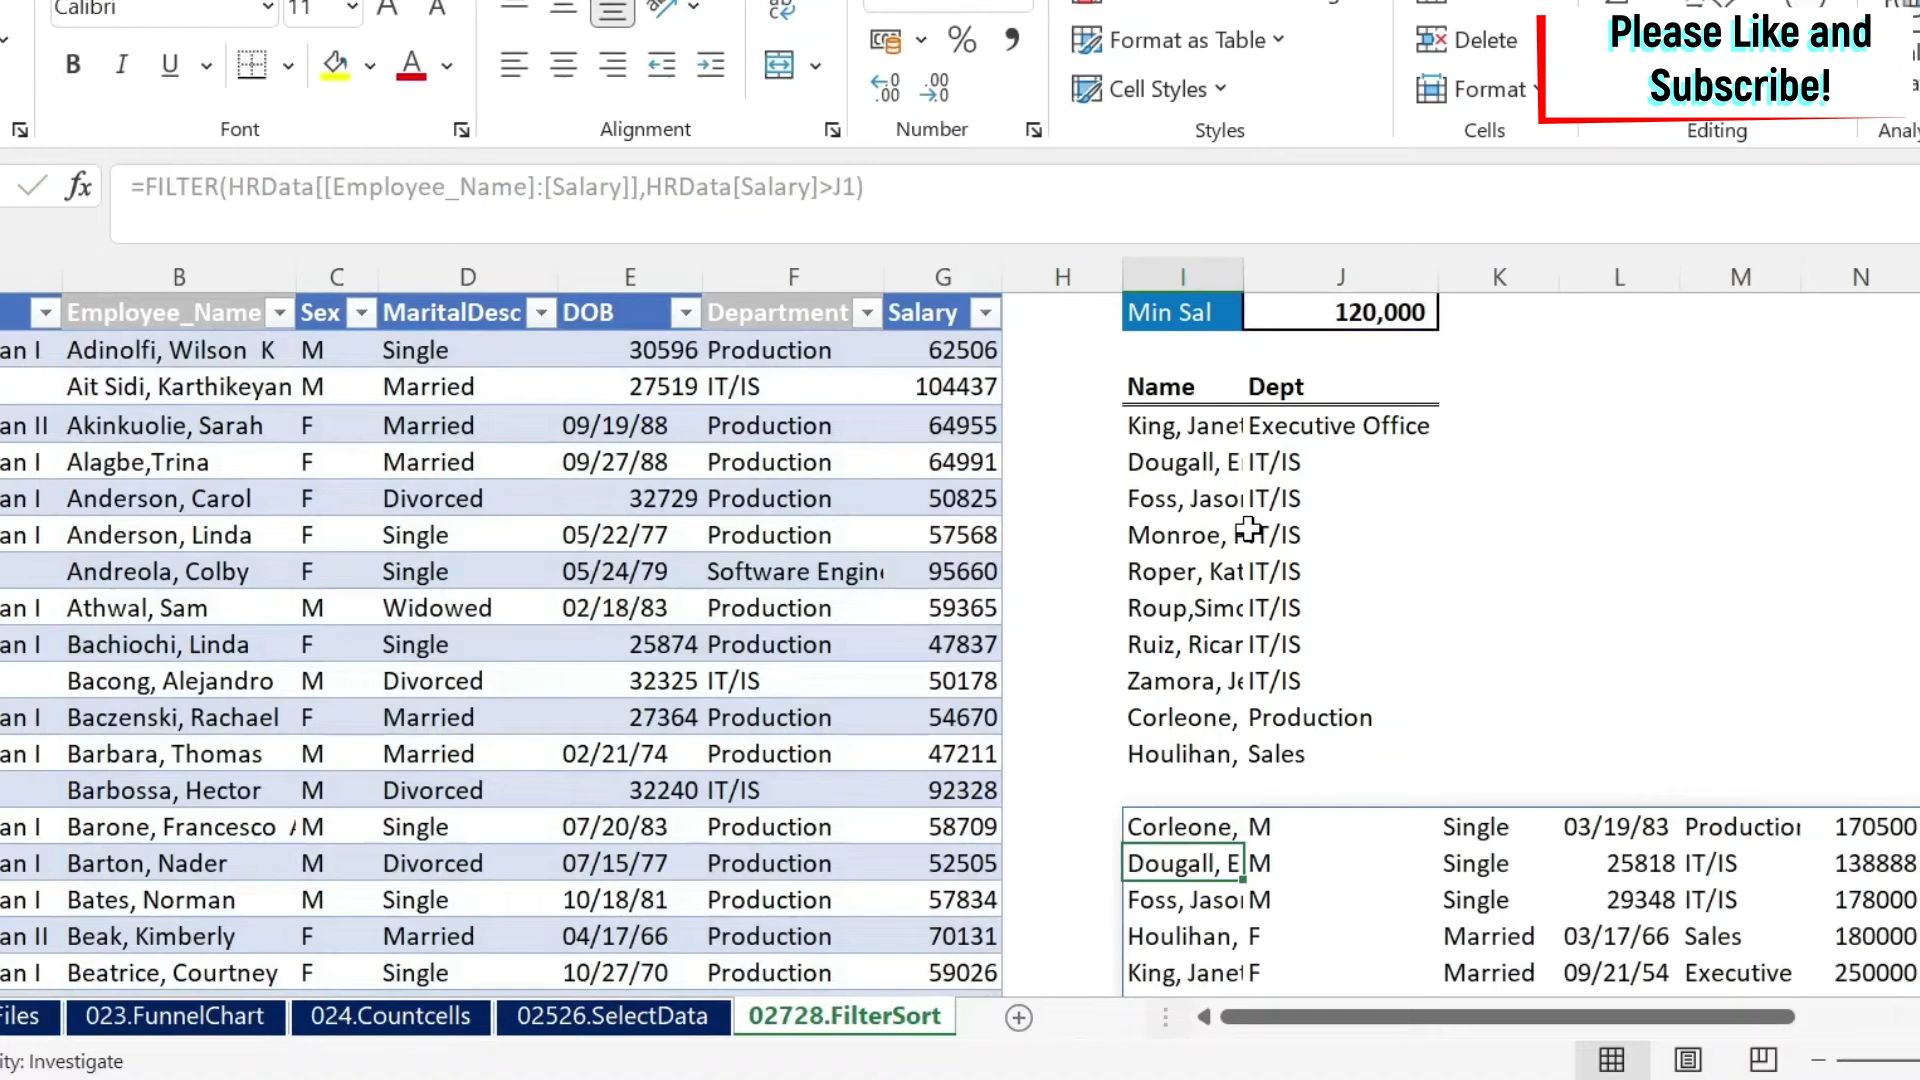 Calibri 11 A A
Please Like and
Subscribe!
B I U A
% Format as Table Delete
.00 .00 Cell Styles Format
Font Alignment Number Styles Cells Editing
fx =FILTER(HRData[[Employee_Name]:[Salary]],HRData[Salary]>J1)
B C D E F G H I J K L M N
Employee_Name Sex MaritalDesc DOB Department Salary Min Sal 120,000
an I Adinolfi, Wilson K M Single 30596 Production 62506
Ait Sidi, Karthikeyan M Married 27519 IT/IS 104437 Name Dept
an II Akinkuolie, Sarah F Married 09/19/88 Production 64955 King, Janet Executive Office
an I Alagbe,Trina F Married 09/27/88 Production 64991 Dougall, E IT/IS
an I Anderson, Carol F Divorced 32729 Production 50825 Foss, Jason IT/IS
an I Anderson, Linda F Single 05/22/77 Production 57568 Monroe, IT/IS
Andreola, Colby F Single 05/24/79 Software Engin 95660 Roper, Kat IT/IS
an I Athwal, Sam M Widowed 02/18/83 Production 59365 Roup,Simo IT/IS
an I Bachiochi, Linda F Single 25874 Production 47837 Ruiz, Ricar IT/IS
Bacong, Alejandro M Divorced 32325 IT/IS 50178 Zamora, Je IT/IS
an I Baczenski, Rachael F Married 27364 Production 54670 Corleone, Production
an I Barbara, Thomas M Married 02/21/74 Production 47211 Houlihan, Sales
Barbossa, Hector M Divorced 32240 IT/IS 92328
an I Barone, Francesco A M Single 07/20/83 Production 58709 Corleone, M Single 03/19/83 Production 170500
an I Barton, Nader M Divorced 07/15/77 Production 52505 Dougall, E M Single 25818 IT/IS 138888
an I Bates, Norman M Single 10/18/81 Production 57834 Foss, Jason M Single 29348 IT/IS 178000
an II Beak, Kimberly F Married 04/17/66 Production 70131 Houlihan, F Married 03/17/66 Sales 180000
an I Beatrice, Courtney F Single 10/27/70 Production 59026 King, Janet F Married 09/21/54 Executive 250000
Files 023.FunnelChart 024.Countcells 02526.SelectData 02728.FilterSort
ity: Investigate